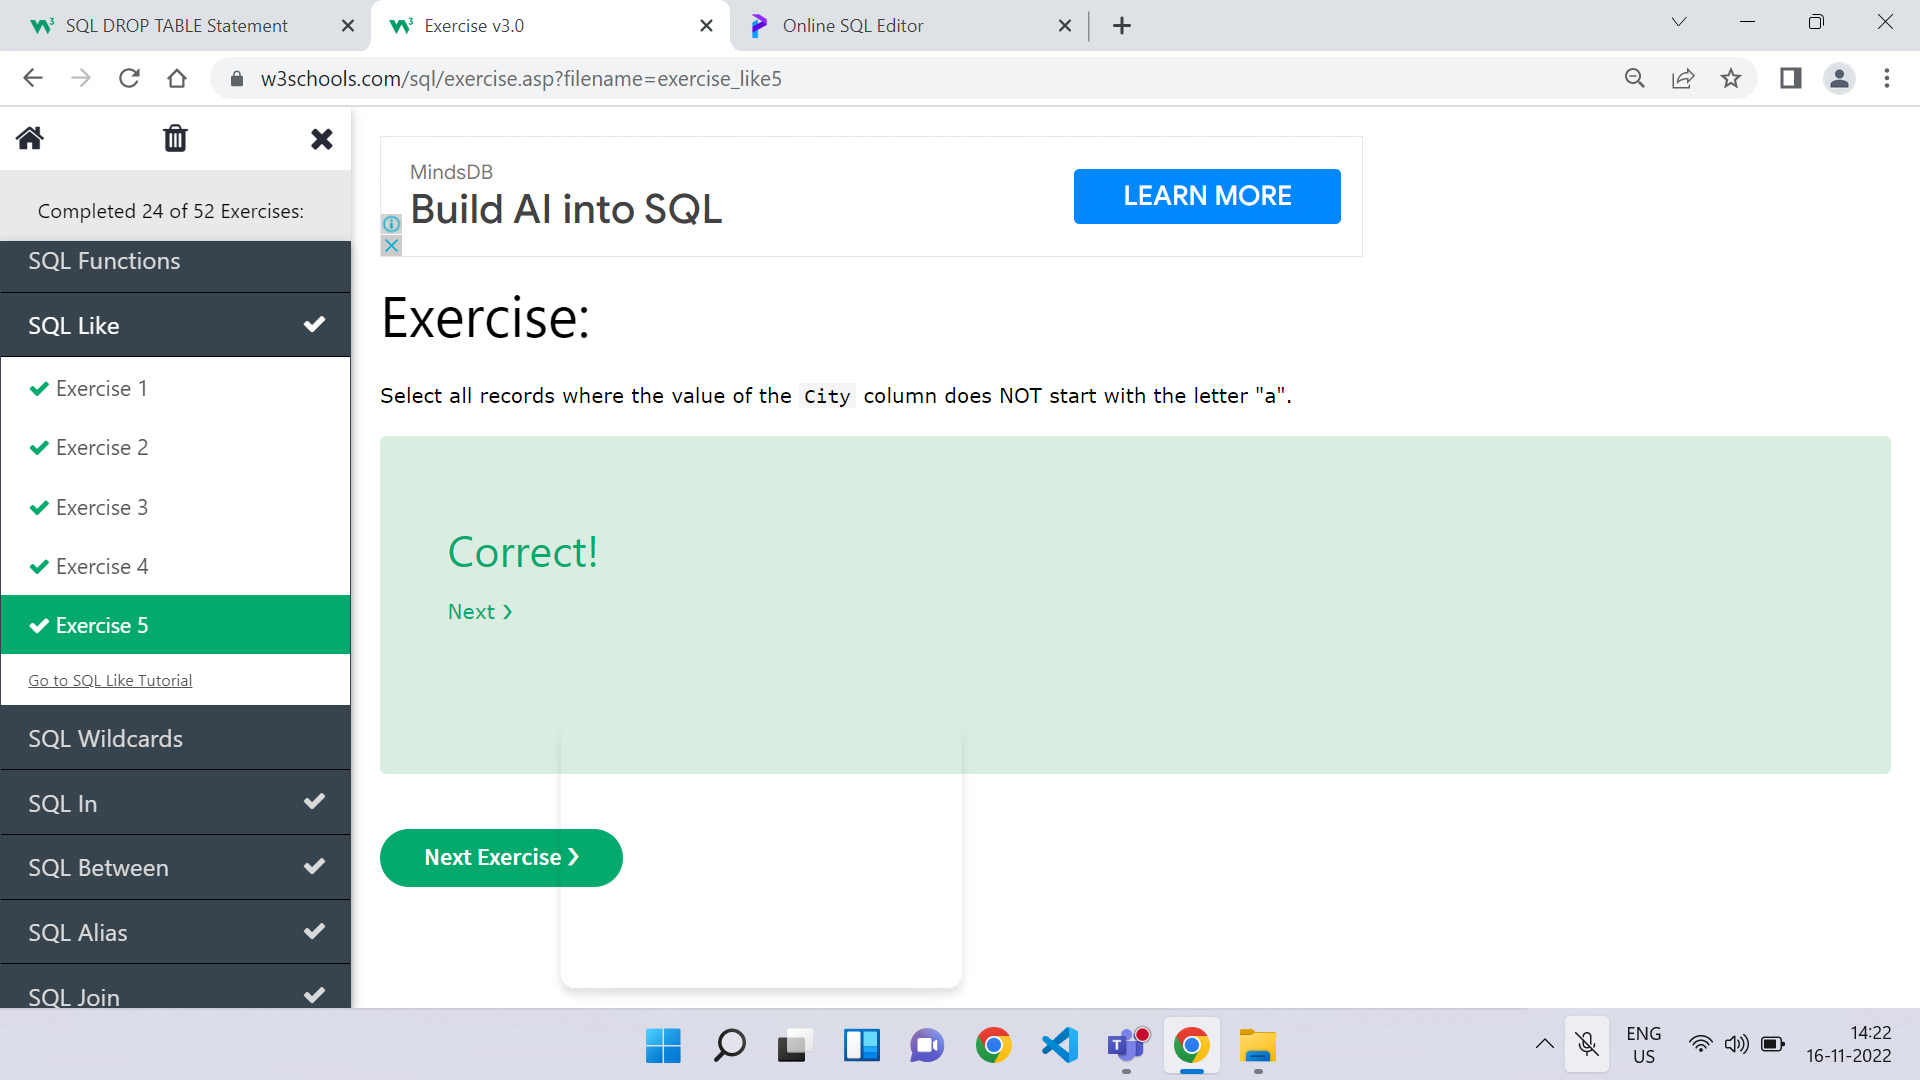 SQL DROP TABLE Statement
Exercise v3.0
Online SQL Editor
w3schools.com/sql/exercise.asp?filename=exercise_like5
Completed 24 of 52 Exercises:
SQL Functions
SQL Like
Exercise 1
Exercise 2
Exercise 3
Exercise 4
Exercise 5
Go to SQL Like Tutorial
SQL Wildcards
SQL In
SQL Between
SQL Alias
SQL Join
MindsDB
Build AI into SQL
LEARN MORE
Exercise:
Select all records where the value of the City column does NOT start with the letter "a".
Correct!
Next ❯
Next Exercise ❯
ENG
US
14:22
16-11-2022